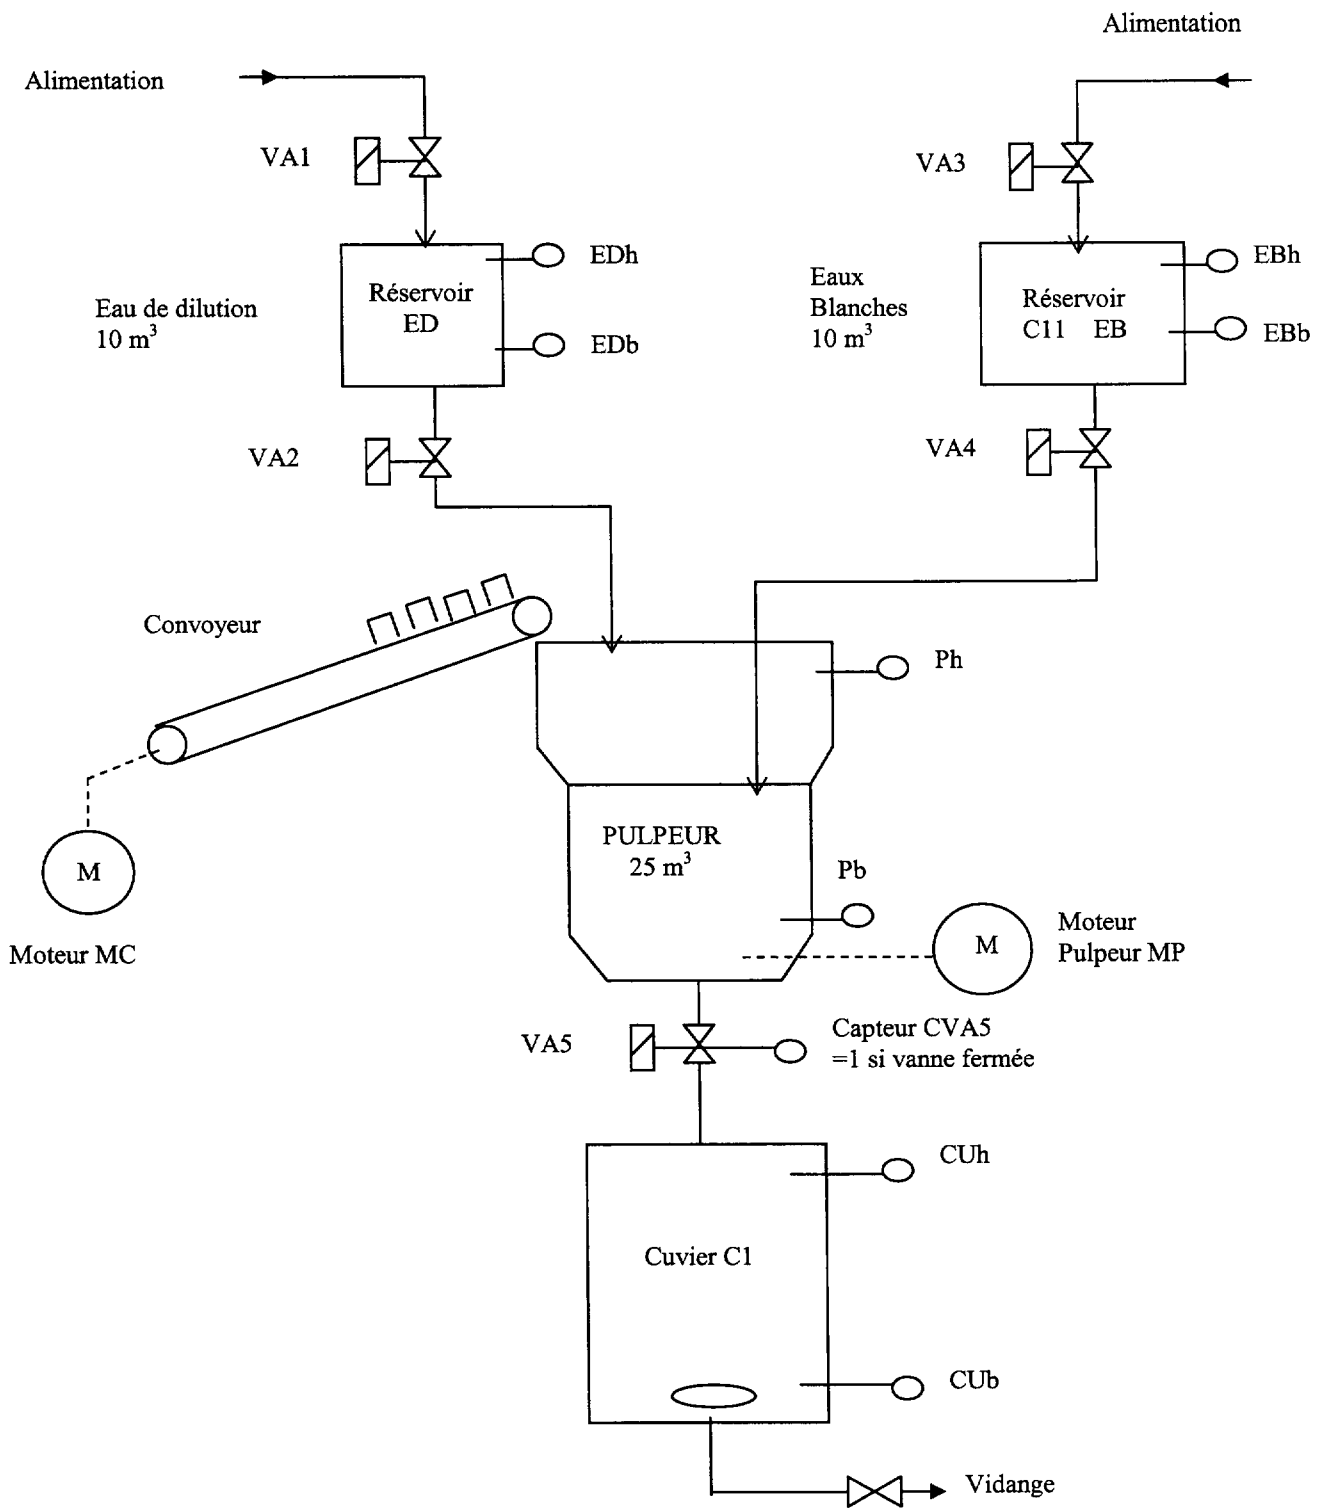 Alimentation
Alimentation
VA1
VA3
EDh
EBh
Réservoir
ED
Eau de dilution
10 m³
EDb
Eaux
Blanches
10 m³
Réservoir
C11 EB
EBb
VA2
VA4
Convoyeur
Ph
PULPEUR
25 m³
Pb
M
Moteur MC
M
Moteur
Pulpeur MP
VA5
Capteur CVA5
=1 si vanne fermée
CUh
Cuvier C1
CUb
Vidange